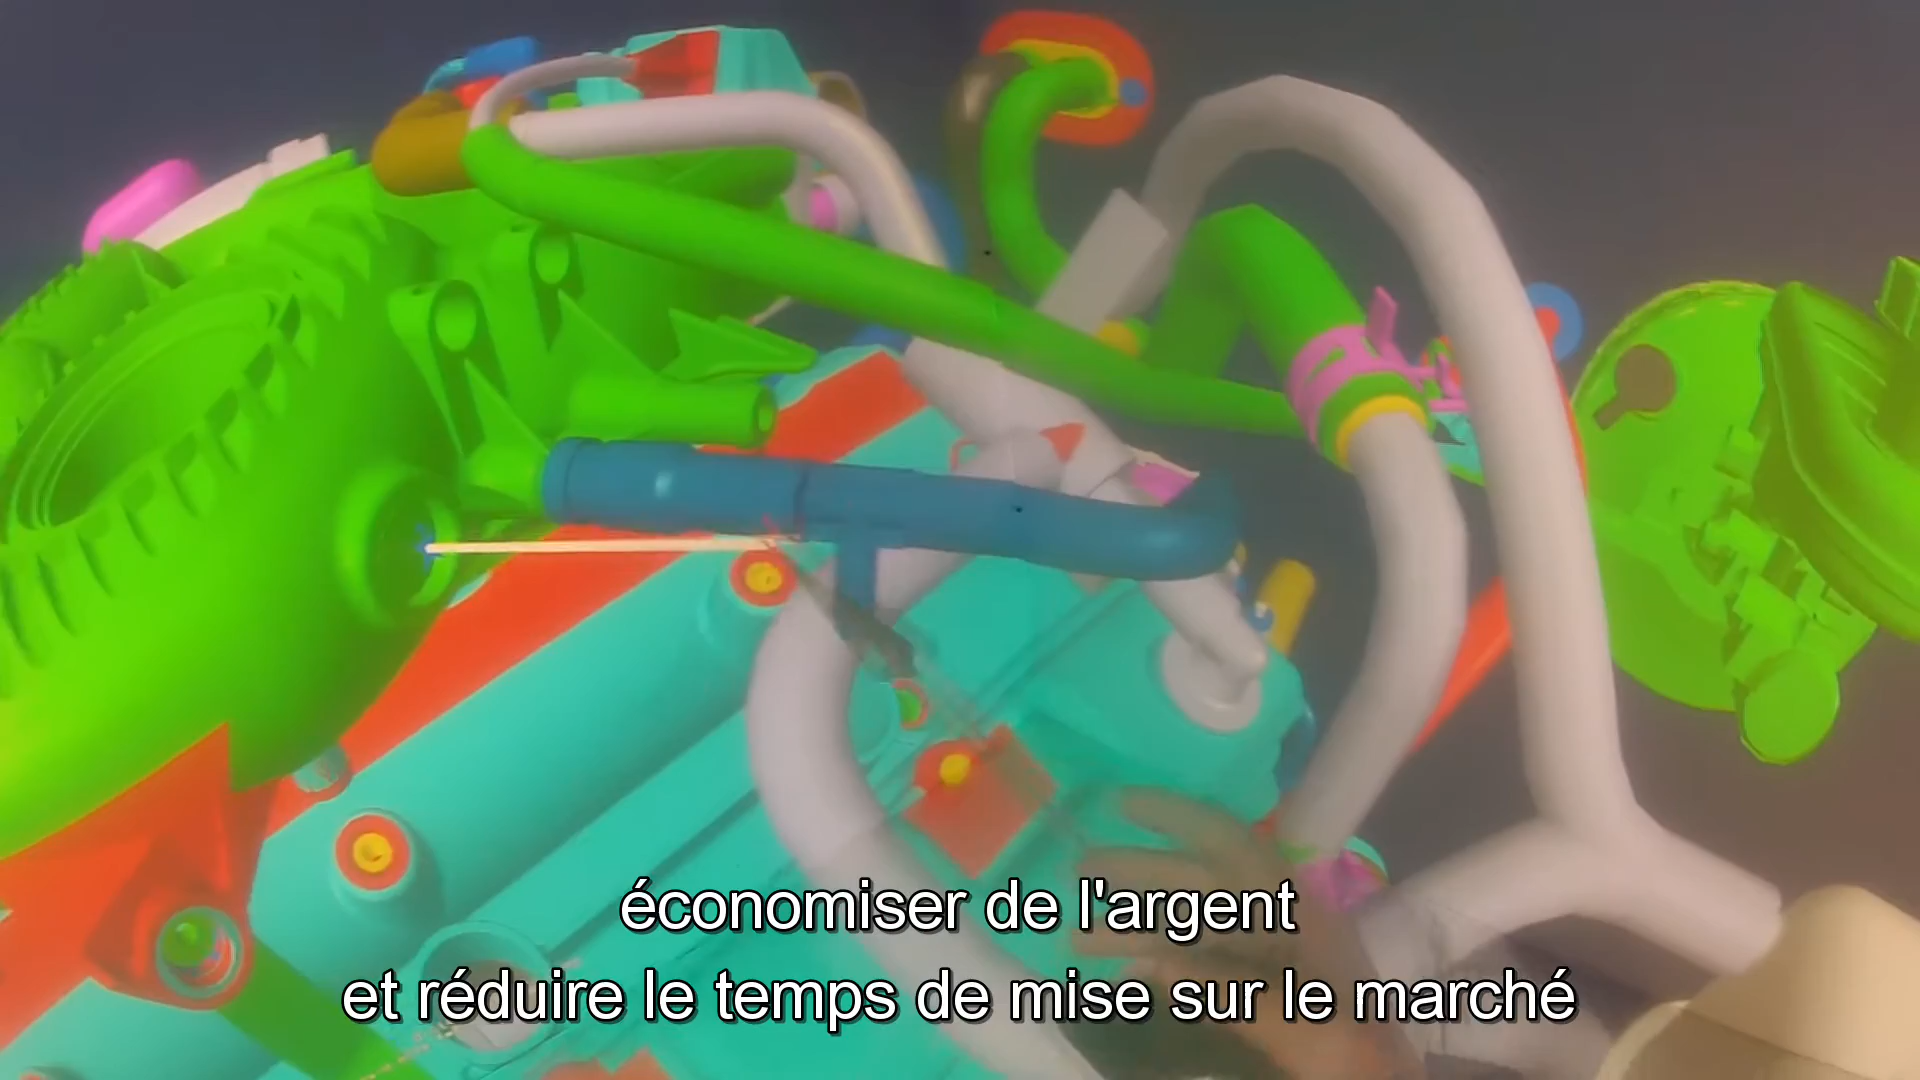 économiser de l'argent
et réduire le temps de mise sur le marché